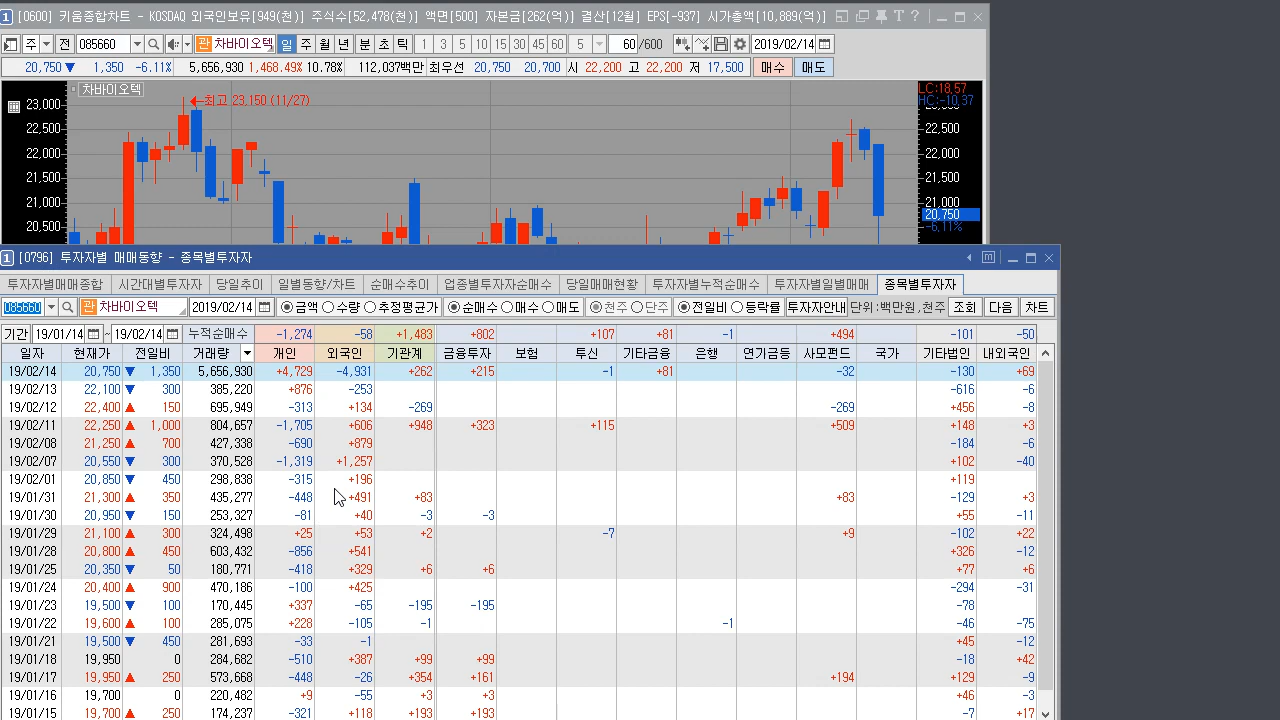 1 [0600] 키움종합차트 - KOSDAQ 외국인보유[949(천)] 주식수[52,478(천)] 액면[500] 자본금[262(억)] 결산[12월] EPS[-937] 시가총액[10,889(억)]
주 전 085660 관 차바이오텍 일 주 월 년 분 초 틱 1 3 5 10 15 30 45 60 5 60 /600 2019/02/14
20,750 ▼ 1,350 -6.11% 5,656,930 1,468.49% 10.78% 112,037백만 최우선 20,750 20,700 시 22,200 고 22,200 저 17,500 매수 매도
차바이오텍 LC:18.57
HC:-10.37
23,000 최고 23,150 (11/27)
22,500 22,500
22,000 22,000
21,500 21,500
21,000 21,000
20,750
20,500 -6.11%
1 [0796] 투자자별 매매동향 - 종목별투자자
투자자별매매종합 시간대별투자자 당일추이 일별동향/차트 순매수추이 업종별투자자순매수 당일매매현황 투자자별누적순매수 투자자별일별매매 종목별투자자
085660 관 차바이오텍 2019/02/14 금액 수량 추정평균가 순매수 매수 매도 천주 단주 전일비 등락률 투자자안내 단위:백만원,천주 조회 다음 차트
기간 19/01/14 ~ 19/02/14 누적순매수 -1,274 -58 +1,483 +802 +107 +81 -1 +494 -101 -50
일자 현재가 전일비 거래량 개인 외국인 기관계 금융투자 보험 투신 기타금융 은행 연기금등 사모펀드 국가 기타법인 내외국인
19/02/14 20,750 ▼ 1,350 5,656,930 +4,729 -4,931 +262 +215 -1 +81 -32 -130 +69
19/02/13 22,100 ▼ 300 385,220 +876 -253 -616 -6
19/02/12 22,400 ▲ 150 695,949 -313 +134 -269 -269 +456 -8
19/02/11 22,250 ▲ 1,000 804,657 -1,705 +606 +948 +323 +115 +509 +148 +3
19/02/08 21,250 ▲ 700 427,338 -690 +879 -184 -6
19/02/07 20,550 ▼ 300 370,528 -1,319 +1,257 +102 -40
19/02/01 20,850 ▼ 450 298,838 -315 +196 +119
19/01/31 21,300 ▲ 350 435,277 -448 +491 +83 +83 -129 +3
19/01/30 20,950 ▼ 150 253,327 -81 +40 -3 -3 +55 -11
19/01/29 21,100 ▲ 300 324,498 +25 +53 +2 -7 +9 -102 +22
19/01/28 20,800 ▲ 450 603,432 -856 +541 +326 -12
19/01/25 20,350 ▼ 50 180,771 -418 +329 +6 +6 +77 +6
19/01/24 20,400 ▲ 900 470,186 -100 +425 -294 -31
19/01/23 19,500 ▼ 100 170,445 +337 -65 -195 -195 -78
19/01/22 19,600 ▲ 100 285,075 +228 -105 -1 -1 -46 -75
19/01/21 19,500 ▼ 450 281,693 -33 -1 +45 -12
19/01/18 19,950 0 284,682 -510 +387 +99 +99 -18 +42
19/01/17 19,950 ▲ 250 573,668 -448 -26 +354 +161 +194 +129 -9
19/01/16 19,700 0 220,482 +9 -55 +3 +3 +46 -3
19/01/15 19,700 ▲ 250 174,237 -321 +118 +193 +193 -7 +17